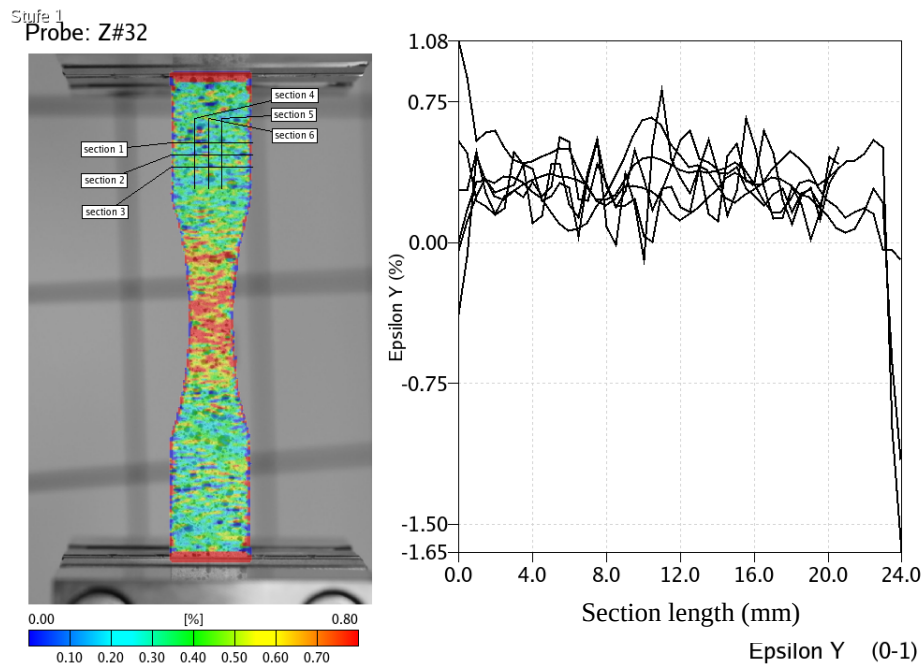 Stufe 1
Probe: Z#32
section 4
section 5
section 6
section 1
section 2
section 3
0.00 [%] 0.80
0.10 0.20 0.30 0.40 0.50 0.60 0.70
1.08
0.75
0.00
-0.75
-1.50
-1.65
Epsilon Y (%)
0.0 4.0 8.0 12.0 16.0 20.0 24.0
Section length (mm)
Epsilon Y (0-1)